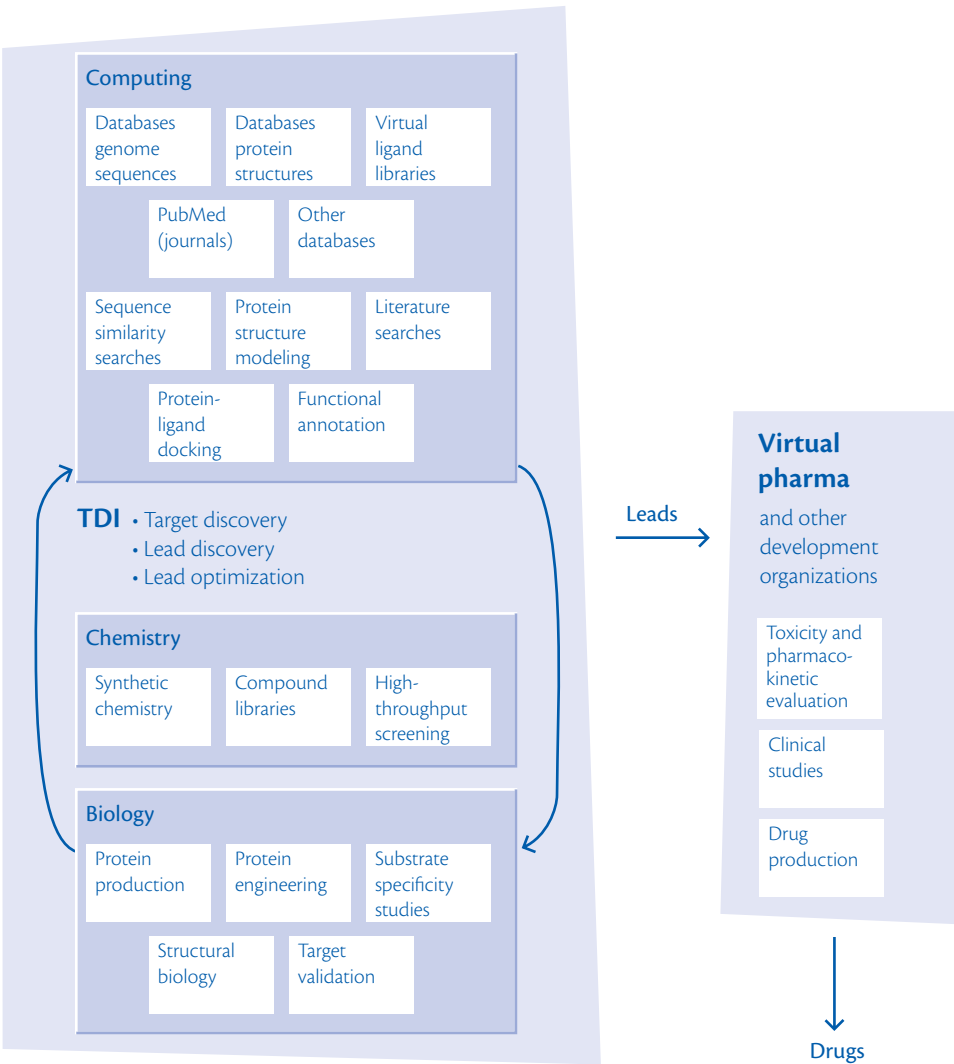 Computing
Databases
genome
sequences
Databases
protein
structures
Virtual
ligand
libraries
PubMed
(journals)
Other
databases
Sequence
similarity
searches
Protein
structure
modeling
Literature
searches
Protein-
ligand
docking
Functional
annotation
TDI • Target discovery
• Lead discovery
• Lead optimization
Chemistry
Synthetic
chemistry
Compound
libraries
High-
throughput
screening
Biology
Protein
production
Protein
engineering
Substrate
specificity
studies
Structural
biology
Target
validation
Leads
Virtual
pharma
and other
development
organizations
Toxicity and
pharmaco-
kinetic
evaluation
Clinical
studies
Drug
production
Drugs